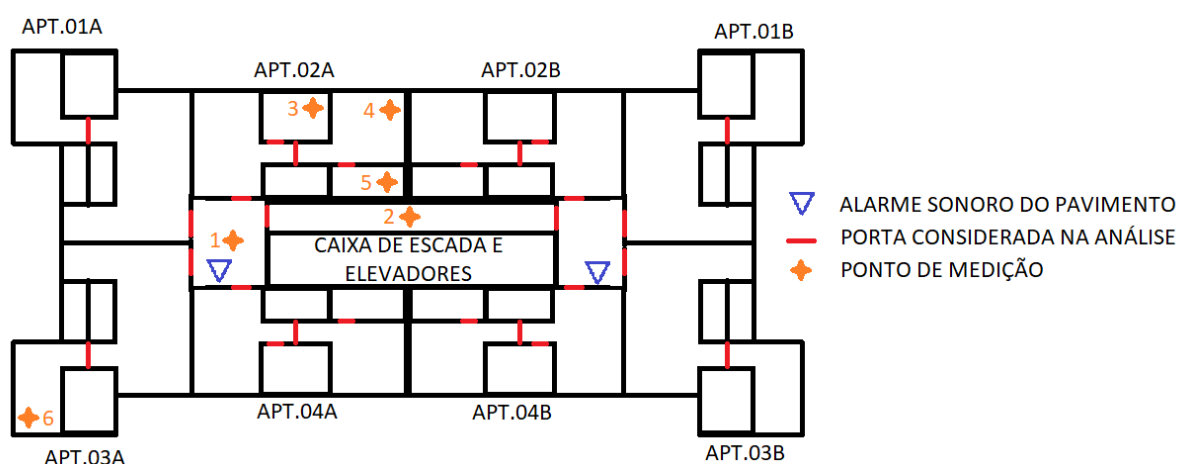 APT.01A
APT.01B
APT.02A
APT.02B
3
4
5
2
ALARME SONORO DO PAVIMENTO
1
PORTA CONSIDERADA NA ANÁLISE
CAIXA DE ESCADA E
ELEVADORES
PONTO DE MEDIÇÃO
6
APT.04A
APT.04B
APT.03A
APT.03B